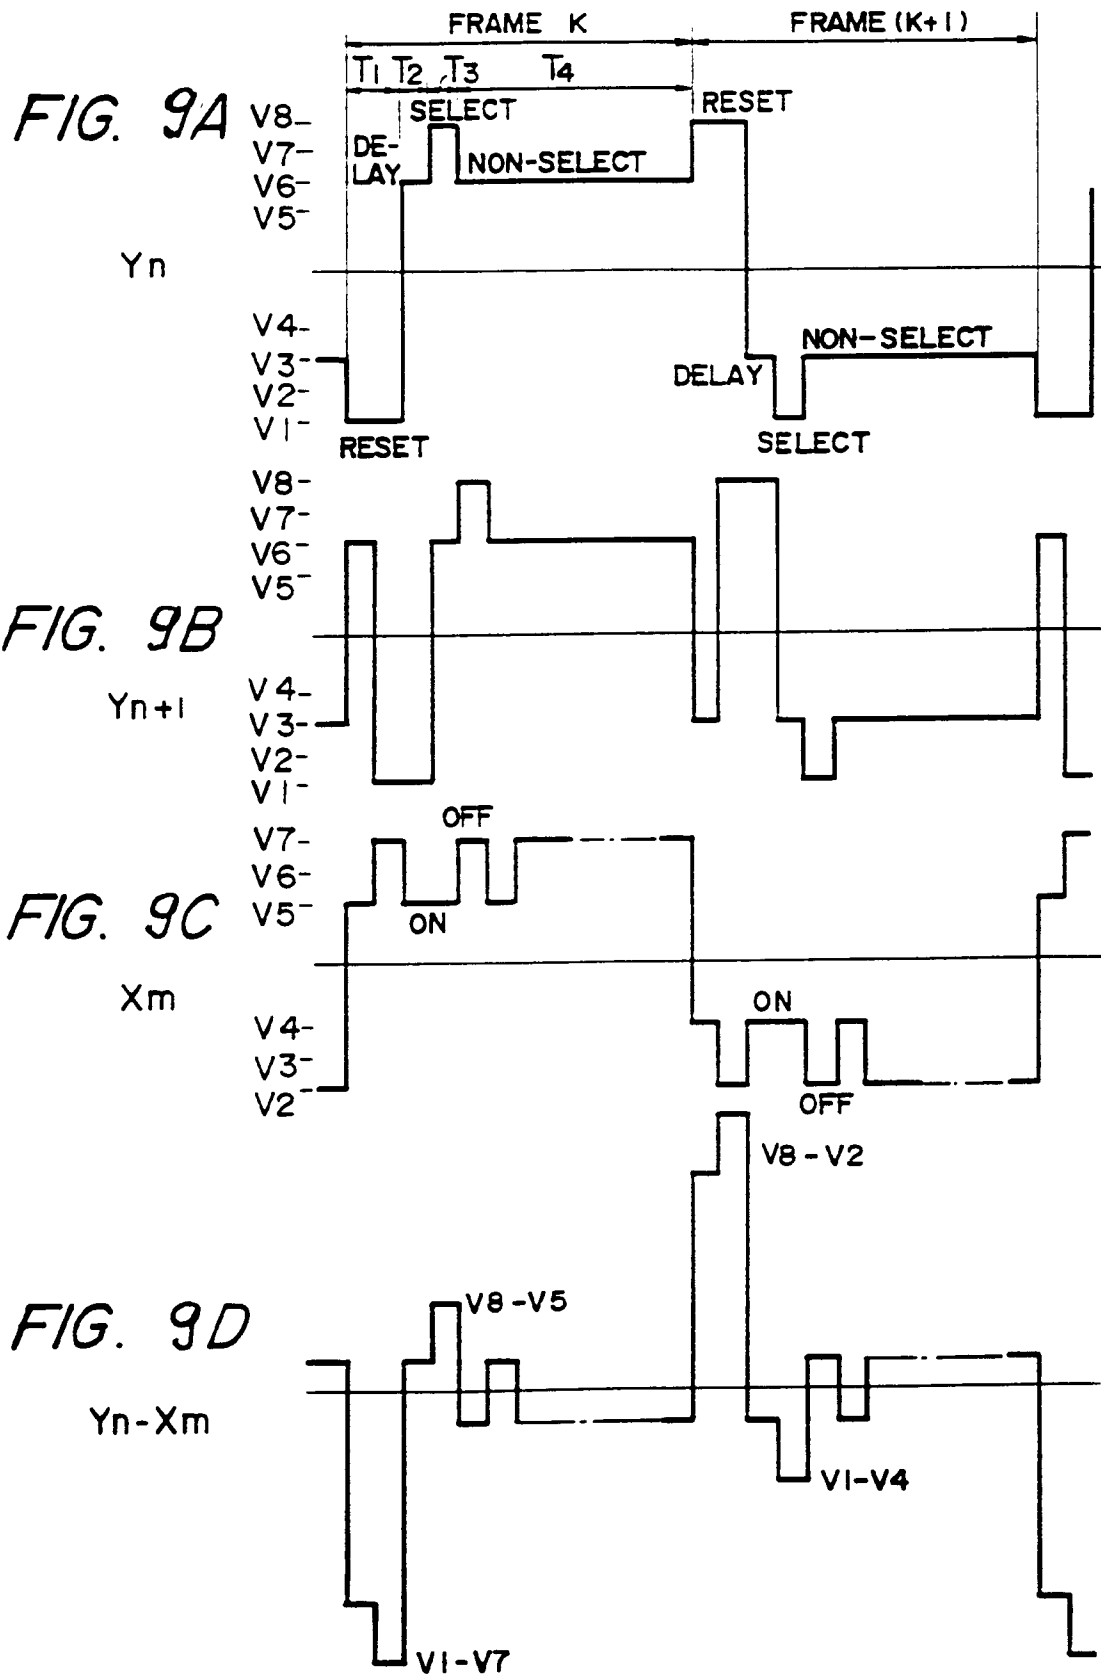 FRAME K
FRAME (K+1)
T1 T2 T3 T4
FIG. 9A
V8
V7
V6
V5
SELECT
RESET
DE-
LAY
NON-SELECT
Yn
V4
V3
V2
V1
NON-SELECT
DELAY
RESET
SELECT
V8
V7
V6
V5
FIG. 9B
Yn+1
V4
V3
V2
V1
OFF
V7
V6
V5
FIG. 9C
ON
Xm
ON
V4
V3
V2
OFF
V8-V2
V8-V5
FIG. 9D
Yn-Xm
V1-V4
V1-V7